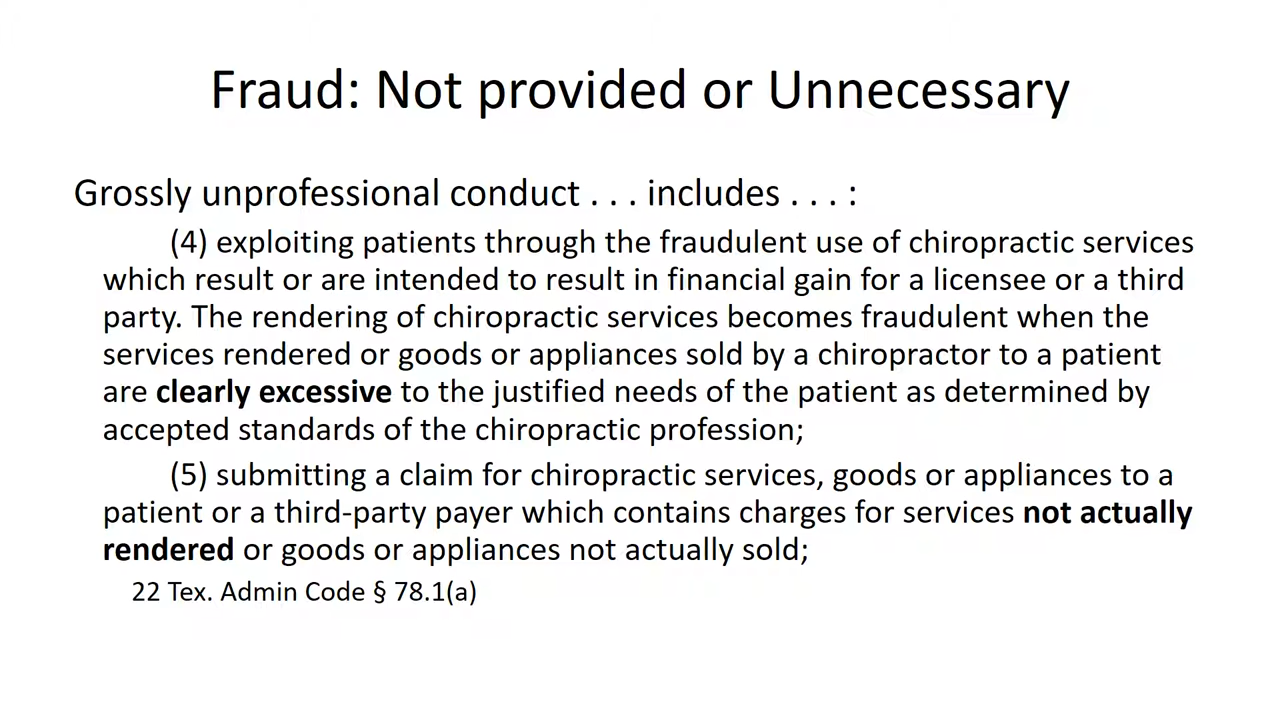 Fraud: Not provided or Unnecessary
Grossly unprofessional conduct . . . includes . . . :
(4) exploiting patients through the fraudulent use of chiropractic services
which result or are intended to result in financial gain for a licensee or a third
party. The rendering of chiropractic services becomes fraudulent when the
services rendered or goods or appliances sold by a chiropractor to a patient
are clearly excessive to the justified needs of the patient as determined by
accepted standards of the chiropractic profession;
(5) submitting a claim for chiropractic services, goods or appliances to a
patient or a third-party payer which contains charges for services not actually
rendered or goods or appliances not actually sold;
22 Tex. Admin Code § 78.1(a)